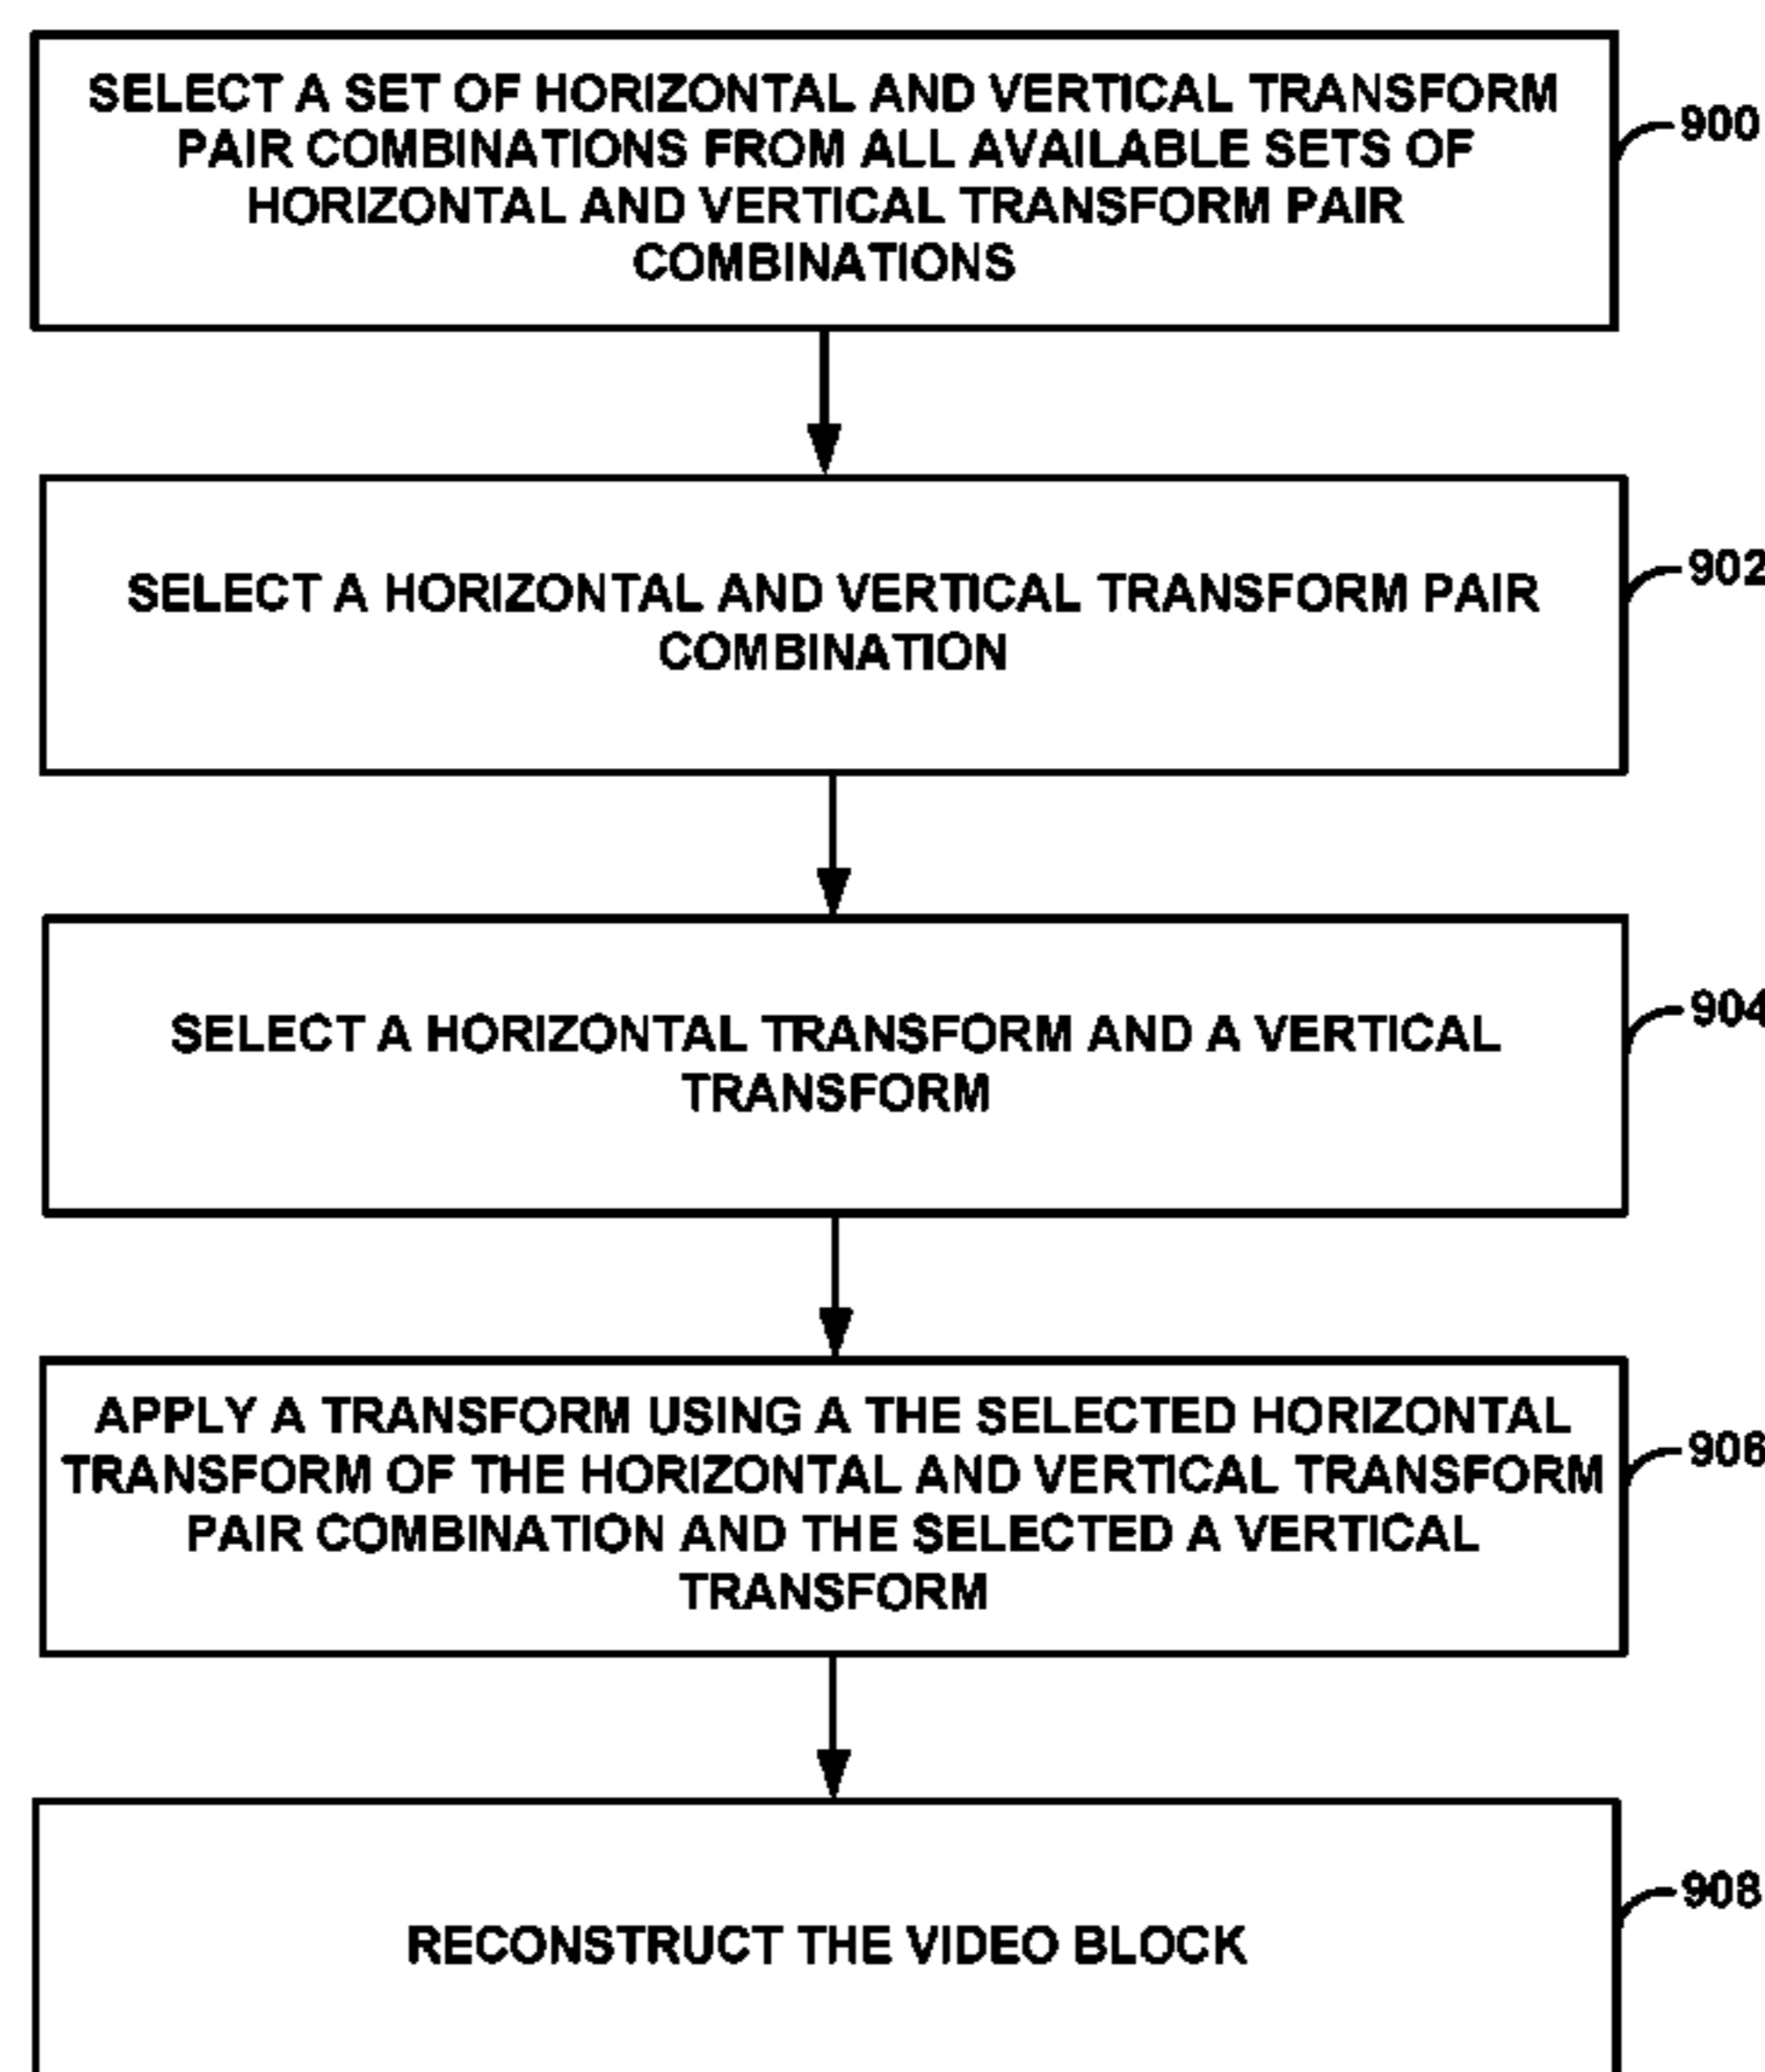 SELECT A SET OF HORIZONTAL AND VERTICAL TRANSFORM
PAIR COMBINATIONS FROM ALL AVAILABLE SETS OF
HORIZONTAL AND VERTICAL TRANSFORM PAIR
COMBINATIONS
900
SELECT A HORIZONTAL AND VERTICAL TRANSFORM PAIR
COMBINATION
902
SELECT A HORIZONTAL TRANSFORM AND A VERTICAL
TRANSFORM
904
APPLY A TRANSFORM USING A THE SELECTED HORIZONTAL
TRANSFORM OF THE HORIZONTAL AND VERTICAL TRANSFORM
PAIR COMBINATION AND THE SELECTED A VERTICAL
TRANSFORM
906
RECONSTRUCT THE VIDEO BLOCK
908